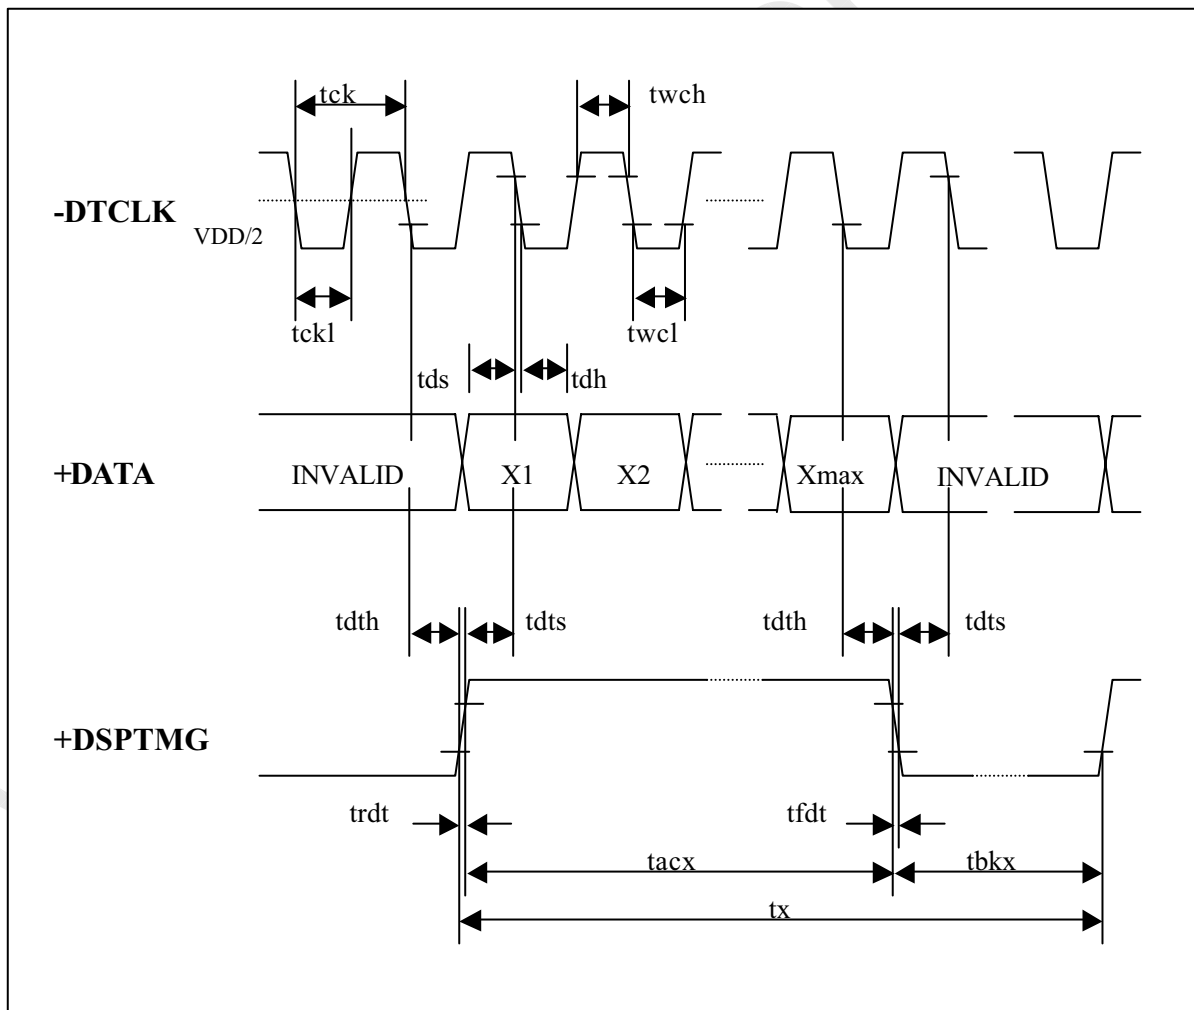 tck
twch
-DTCLK
VDD/2
tckl
twcl
tds
tdh
+DATA
INVALID
X1
X2
Xmax
INVALID
tdth
tdts
tdth
tdts
+DSPTMG
trdt
tfdt
tacx
tbkx
tx